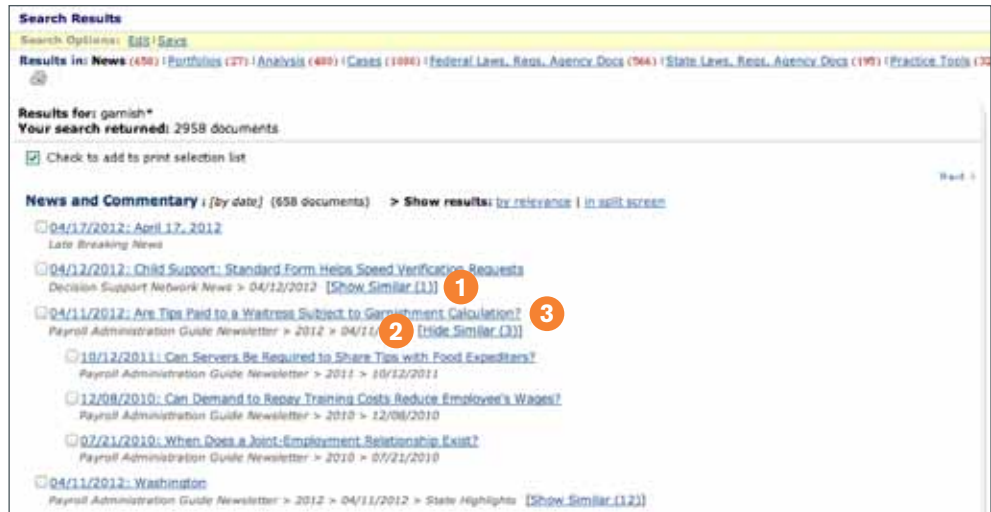 Search Results
Search Options: Edit | Save
Results in: News (658) | Portfolios (27) | Analysis (480) | Cases (1000) | Federal Laws, Regs, Agency Docs (566) | State Laws, Regs, Agency Docs (195) | Practice Tools (32
Results for: garnish*
Your search returned: 2958 documents
Check to add to print selection list
Next
News and Commentary : [by date] (658 documents) > Show results: by relevance | in split screen
04/17/2012: April 17, 2012
Late Breaking News
04/12/2012: Child Support: Standard Form Helps Speed Verification Requests
Decision Support Network News > 04/12/2012 [Show Similar (1)] 1
04/11/2012: Are Tips Paid to a Waitress Subject to Garnishment Calculation? 3
Payroll Administration Guide Newsletter > 2012 > 04/11/ 2 [Hide Similar (3)]
10/12/2011: Can Servers Be Required to Share Tips with Food Expediters?
Payroll Administration Guide Newsletter > 2011 > 10/12/2011
12/08/2010: Can Demand to Repay Training Costs Reduce Employee's Wages?
Payroll Administration Guide Newsletter > 2010 > 12/08/2010
07/21/2010: When Does a Joint-Employment Relationship Exist?
Payroll Administration Guide Newsletter > 2010 > 07/21/2010
04/11/2012: Washington
Payroll Administration Guide Newsletter > 2012 > 04/11/2012 > State Highlights [Show Similar (12)]